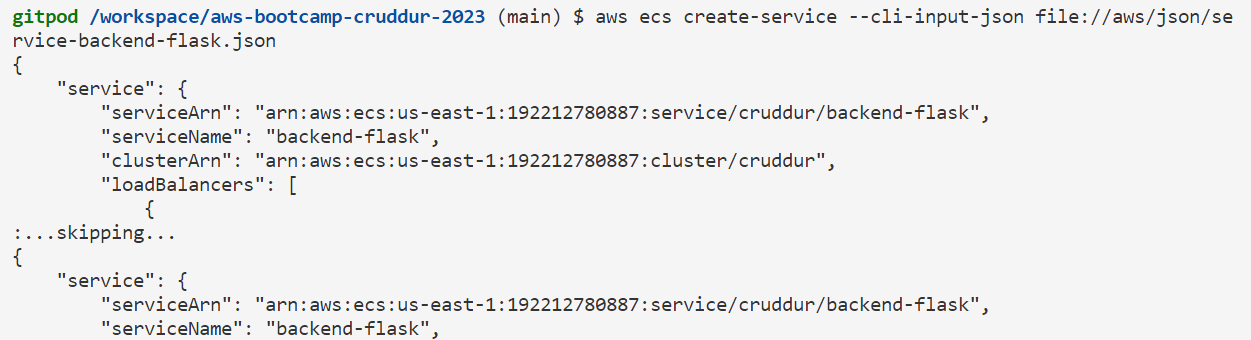 gitpod /workspace/aws-bootcamp-cruddur-2023 (main) $ aws ecs create-service --cli-input-json file://aws/json/se
rvice-backend-flask.json
{
    "service": {
        "serviceArn": "arn:aws:ecs:us-east-1:192212780887:service/cruddur/backend-flask",
        "serviceName": "backend-flask",
        "clusterArn": "arn:aws:ecs:us-east-1:192212780887:cluster/cruddur",
        "loadBalancers": [
            {
:...skipping...
{
    "service": {
        "serviceArn": "arn:aws:ecs:us-east-1:192212780887:service/cruddur/backend-flask",
        "serviceName": "backend-flask",